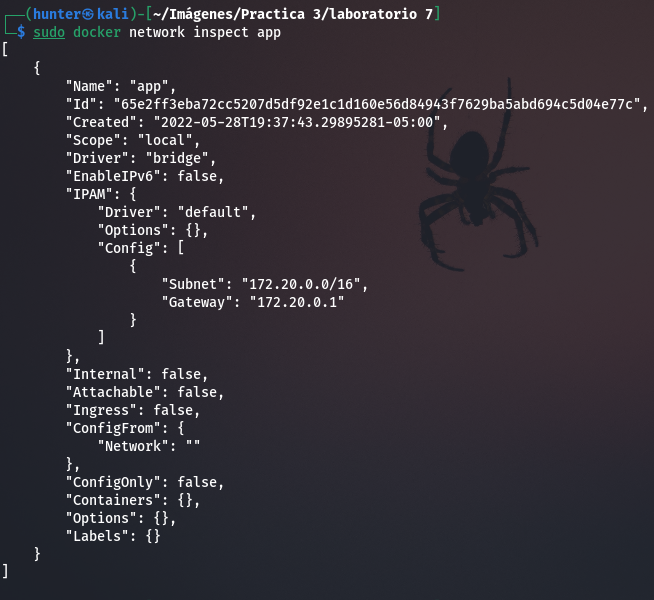 ┌──(hunter㉿kali)-[~/Imágenes/Practica 3/laboratorio 7]
└─$ sudo docker network inspect app
[
    {
        "Name": "app",
        "Id": "65e2ff3eba72cc5207d5df92e1c1d160e56d84943f7629ba5abd694c5d04e77c",
        "Created": "2022-05-28T19:37:43.29895281-05:00",
        "Scope": "local",
        "Driver": "bridge",
        "EnableIPv6": false,
        "IPAM": {
            "Driver": "default",
            "Options": {},
            "Config": [
                {
                    "Subnet": "172.20.0.0/16",
                    "Gateway": "172.20.0.1"
                }
            ]
        },
        "Internal": false,
        "Attachable": false,
        "Ingress": false,
        "ConfigFrom": {
            "Network": ""
        },
        "ConfigOnly": false,
        "Containers": {},
        "Options": {},
        "Labels": {}
    }
]